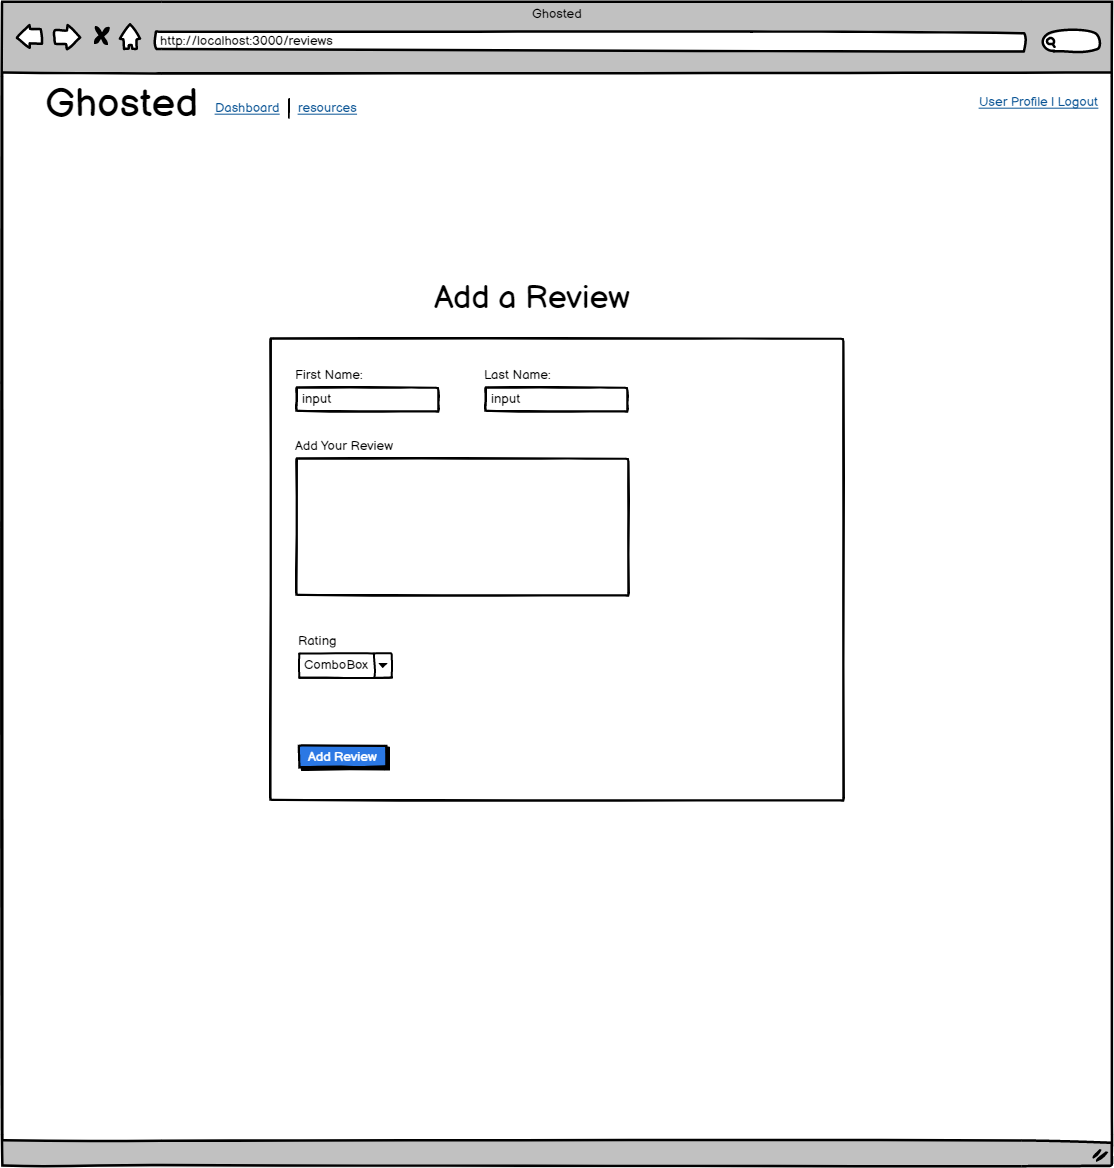 Ghosted
http://localhost:3000/reviews
Ghosted Dashboard | resources User Profile | Logout
Add a Review
First Name: Last Name:
input input
Add Your Review
Rating
ComboBox
Add Review